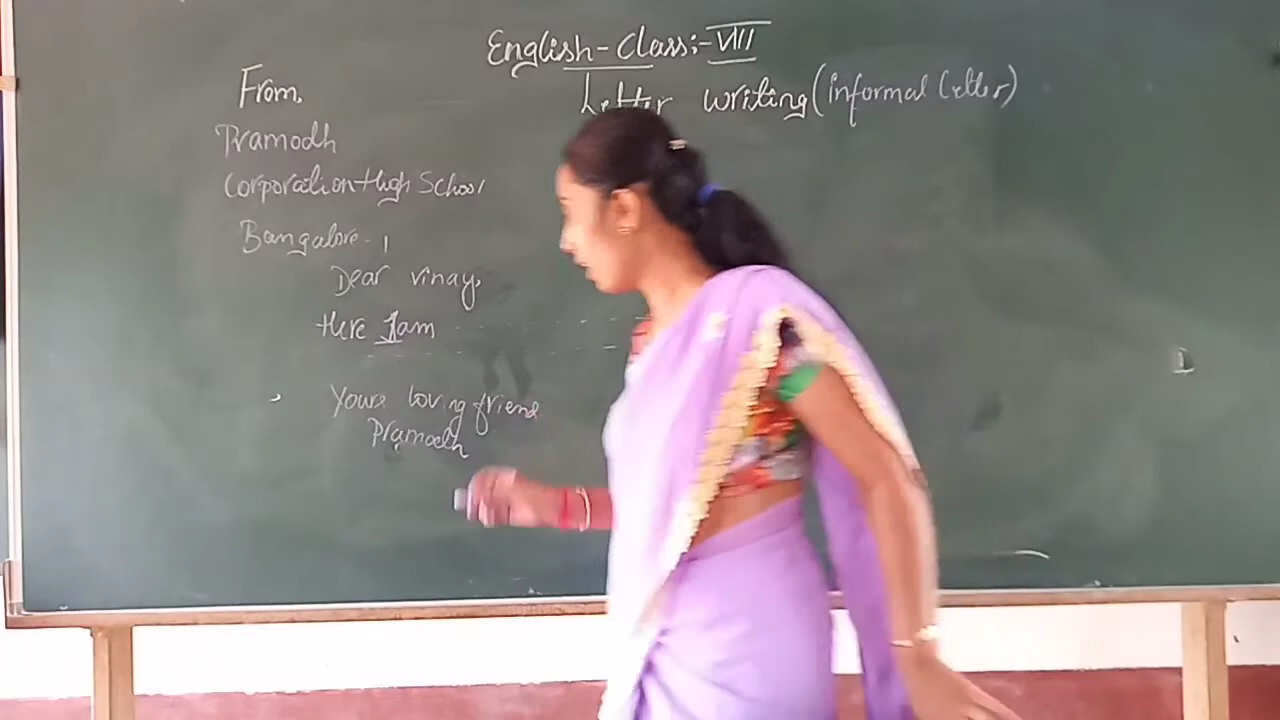 English - Class:- VIII
Letter writing (informal letter)
From,
Pramodh
Corporation High School
Bangalore - 1
Dear vinay,
Here I am
Yours loving friend
Pramodh